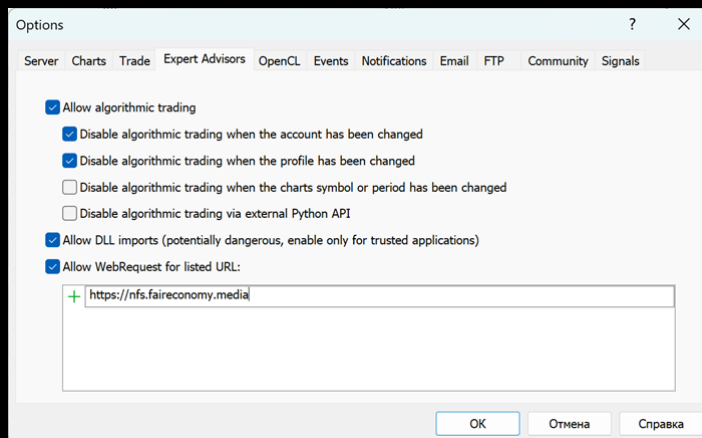 Options
Server Charts Trade Expert Advisors OpenCL Events Notifications Email FTP Community Signals
Allow algorithmic trading
Disable algorithmic trading when the account has been changed
Disable algorithmic trading when the profile has been changed
Disable algorithmic trading when the charts symbol or period has been changed
Disable algorithmic trading via external Python API
Allow DLL imports (potentially dangerous, enable only for trusted applications)
Allow WebRequest for listed URL:
https://nfs.faireconomy.media
OK Отмена Справка